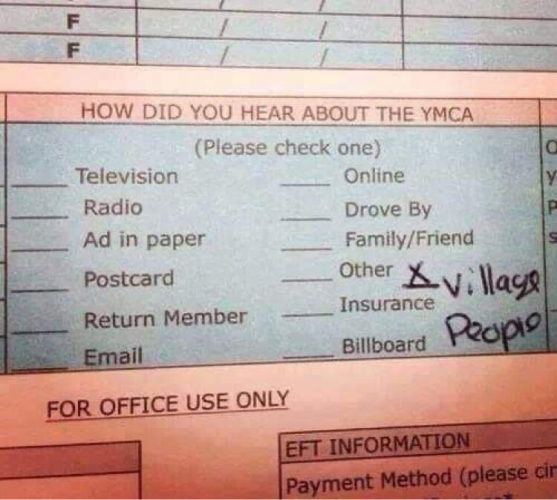 F / /
F / /
HOW DID YOU HEAR ABOUT THE YMCA
(Please check one)
Television Online
Radio Drove By
Ad in paper Family/Friend
Postcard Other X Village
Return Member Insurance People
Email Billboard
FOR OFFICE USE ONLY
EFT INFORMATION
Payment Method (please cir